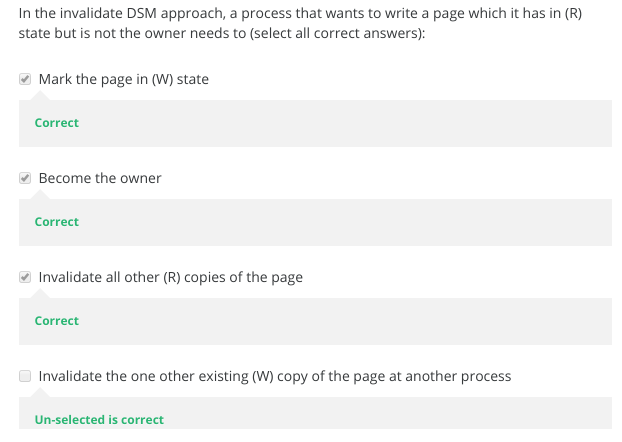 In the invalidate DSM approach, a process that wants to write a page which it has in (R)
state but is not the owner needs to (select all correct answers):
Mark the page in (W) state
Correct
Become the owner
Correct
Invalidate all other (R) copies of the page
Correct
Invalidate the one other existing (W) copy of the page at another process
Un-selected is correct